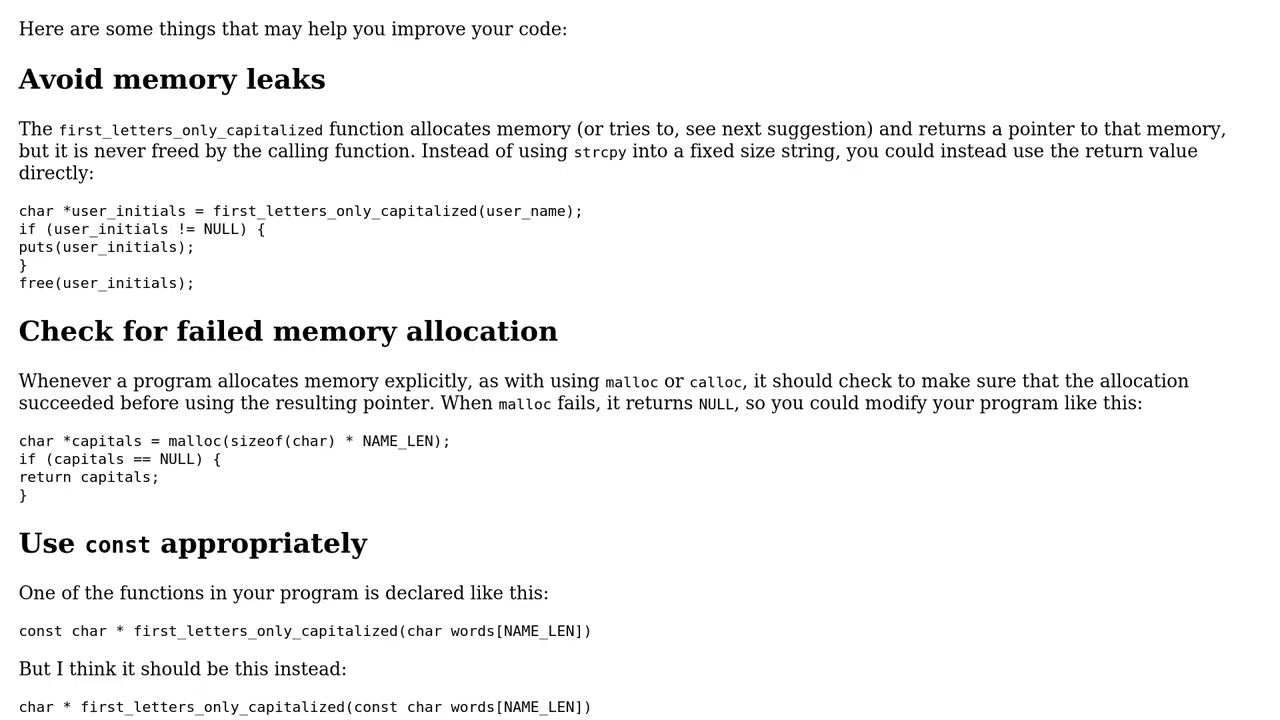 Here are some things that may help you improve your code:
Avoid memory leaks
The first_letters_only_capitalized function allocates memory (or tries to, see next suggestion) and returns a pointer to that memory,
but it is never freed by the calling function. Instead of using strcpy into a fixed size string, you could instead use the return value
directly:
char *user_initials = first_letters_only_capitalized(user_name);
if (user_initials != NULL) {
puts(user_initials);
}
free(user_initials);
Check for failed memory allocation
Whenever a program allocates memory explicitly, as with using malloc or calloc, it should check to make sure that the allocation
succeeded before using the resulting pointer. When malloc fails, it returns NULL, so you could modify your program like this:
char *capitals = malloc(sizeof(char) * NAME_LEN);
if (capitals == NULL) {
return capitals;
}
Use const appropriately
One of the functions in your program is declared like this:
const char * first_letters_only_capitalized(char words[NAME_LEN])
But I think it should be this instead:
char * first_letters_only_capitalized(const char words[NAME_LEN])